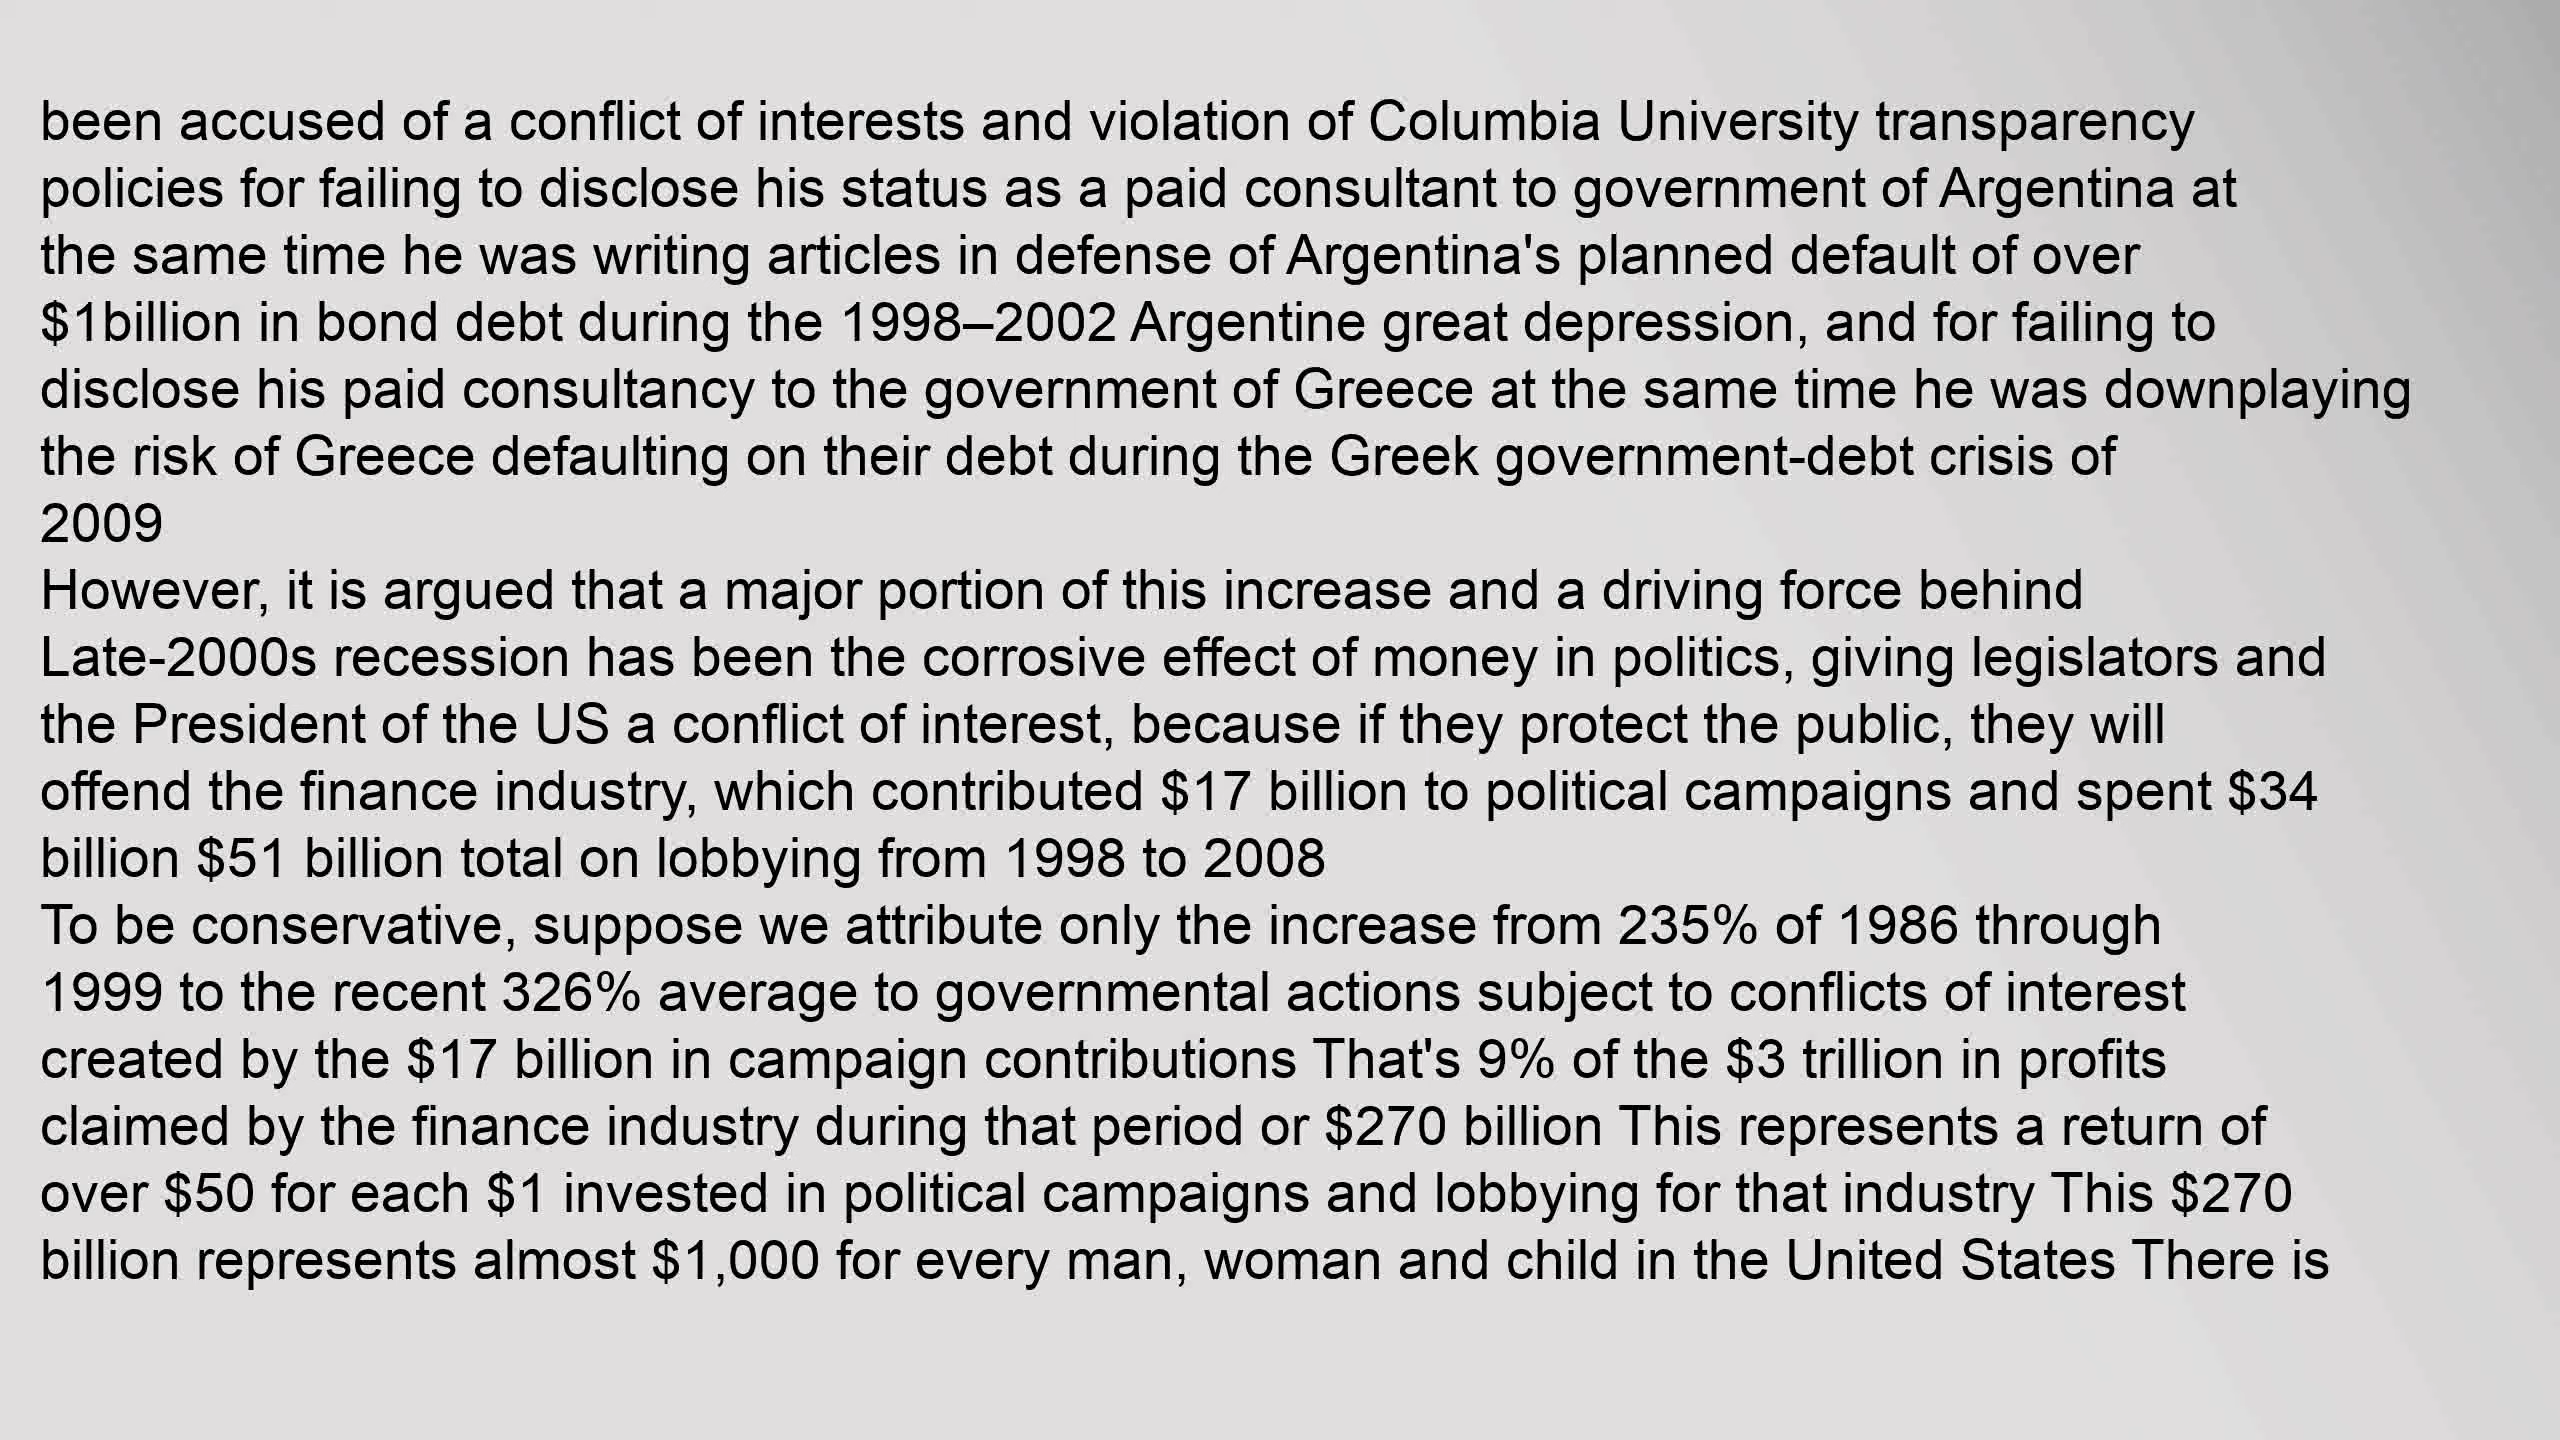 been accused of a conflict of interests and violation of Columbia University transparency
policies for failing to disclose his status as a paid consultant to government of Argentina at
the same time he was writing articles in defense of Argentina's planned default of over
$1billion in bond debt during the 1998–2002 Argentine great depression, and for failing to
disclose his paid consultancy to the government of Greece at the same time he was downplaying
the risk of Greece defaulting on their debt during the Greek government-debt crisis of
2009
However, it is argued that a major portion of this increase and a driving force behind
Late-2000s recession has been the corrosive effect of money in politics, giving legislators and
the President of the US a conflict of interest, because if they protect the public, they will
offend the finance industry, which contributed $17 billion to political campaigns and spent $34
billion $51 billion total on lobbying from 1998 to 2008
To be conservative, suppose we attribute only the increase from 235% of 1986 through
1999 to the recent 326% average to governmental actions subject to conflicts of interest
created by the $17 billion in campaign contributions That's 9% of the $3 trillion in profits
claimed by the finance industry during that period or $270 billion This represents a return of
over $50 for each $1 invested in political campaigns and lobbying for that industry This $270
billion represents almost $1,000 for every man, woman and child in the United States There is